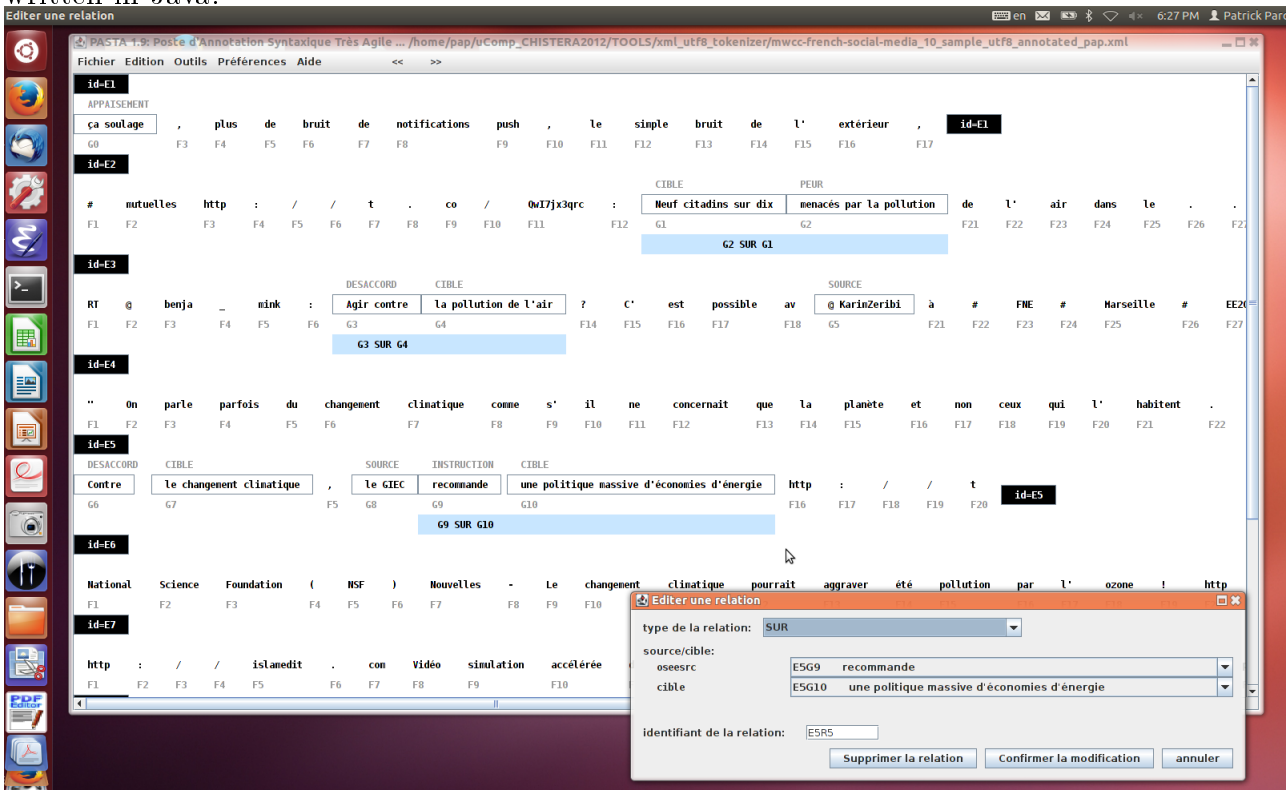 written in Java.
Editer une relation
en
6:27 PM
Patrick Paro
PASTA 1.9: Poste d'Annotation Syntaxique Très Agile ... /home/pap/uComp_CHISTERA2012/TOOLS/xml_utf8_tokenizer/mwcc-french-social-media_10_sample_utf8_annotated_pap.xml
Fichier Edition Outils Préférences Aide << >>
id=E1
APPAISEMENT
ça soulage , plus de bruit de notifications push , le simple bruit de l' extérieur , id=E1
G0 F3 F4 F5 F6 F7 F8 F9 F10 F11 F12 F13 F14 F15 F16 F17
id=E2
CIBLE PEUR
# mutuelles http : / / t . co / QwI7jx3qrc : Neuf citadins sur dix menacés par la pollution de l' air dans le . .
F1 F2 F3 F4 F5 F6 F7 F8 F9 F10 F11 F12 G1 G2 F21 F22 F23 F24 F25 F26 F27
G2 SUR G1
id=E3
DESACCORD CIBLE SOURCE
RT @ benja _ mink : Agir contre la pollution de l'air ? C' est possible av @ KarimZeribi à # FNE # Marseille # EE20
F1 F2 F3 F4 F5 F6 G3 G4 F14 F15 F16 F17 F18 G5 F21 F22 F23 F24 F25 F26 F27
G3 SUR G4
id=E4
" On parle parfois du changement climatique comme s' il ne concernait que la planète et non ceux qui l' habitent .
F1 F2 F3 F4 F5 F6 F7 F8 F9 F10 F11 F12 F13 F14 F15 F16 F17 F18 F19 F20 F21 F22
id=E5
DESACCORD CIBLE SOURCE INSTRUCTION CIBLE
Contre le changement climatique , le GIEC recommande une politique massive d'économies d'énergie http : / / t id=E5
G6 G7 F5 G8 G9 G10 F16 F17 F18 F19 F20
G9 SUR G10
id=E6
National Science Foundation ( NSF ) Nouvelles - Le changement climatique pourrait aggraver été pollution par l' ozone ! http
F1 F2 F3 F4 F5 F6 F7 F8 F9 F10
id=E7
http : / / islamedit . com Vidéo simulation accélérée
F1 F2 F3 F4 F5 F6 F7 F8 F9 F10
Editer une relation
type de la relation: SUR
source/cible:
oseesrc E5G9 recommande
cible E5G10 une politique massive d'économies d'énergie
identifiant de la relation: E5R5
Supprimer la relation Confirmer la modification annuler
PDF
Editor